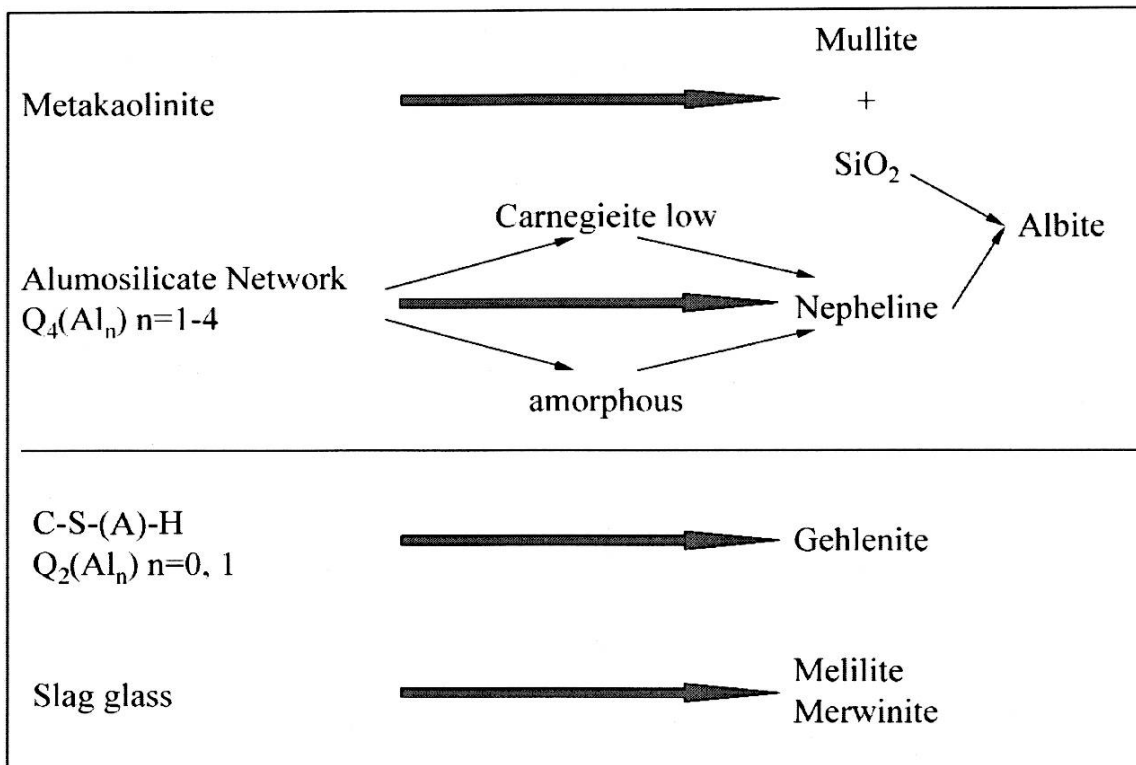 Mullite
Metakaolinite
+
SiO₂
Carnegieite low
Albite
Alumosilicate Network
Q₄(Alₙ) n=1-4
Nepheline
amorphous
C-S-(A)-H
Q₂(Alₙ) n=0, 1
Gehlenite
Slag glass
Melilite
Merwinite